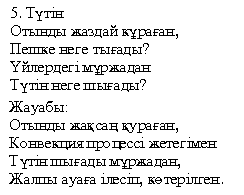 5. Түтін
Отынды жаздай құраған,
Пешке неге тығады?
Үйлердегі мұржадан
Түтін неге шығады?
Жауабы:
Отынды жақсаң қураған,
Конвекция процессі жетегімен
Түтін шығады мұржадан,
Жалпы ауаға ілесіп, көтерілген.